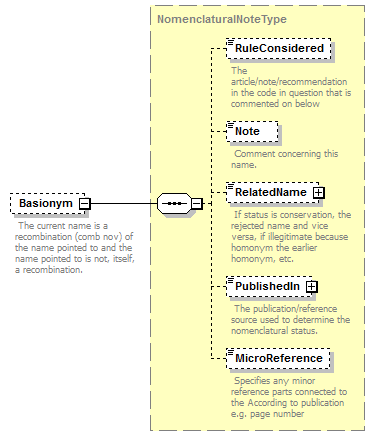 NomenclaturalNoteType
RuleConsidered
The
article/note/recommendation
in the code in question that is
commented on below
Note
Comment concerning this
name.
RelatedName
If status is conservation, the
rejected name and vice
versa, if illegitimate because
homonym the earlier
homonym, etc.
Basionym
The current name is a
recombination (comb nov) of
the name pointed to and the
name pointed to is not, itself,
a recombination.
PublishedIn
The publication/reference
source used to determine the
nomenclatural status.
MicroReference
Specifies any minor
reference parts connected to
the According to publication
e.g. page number